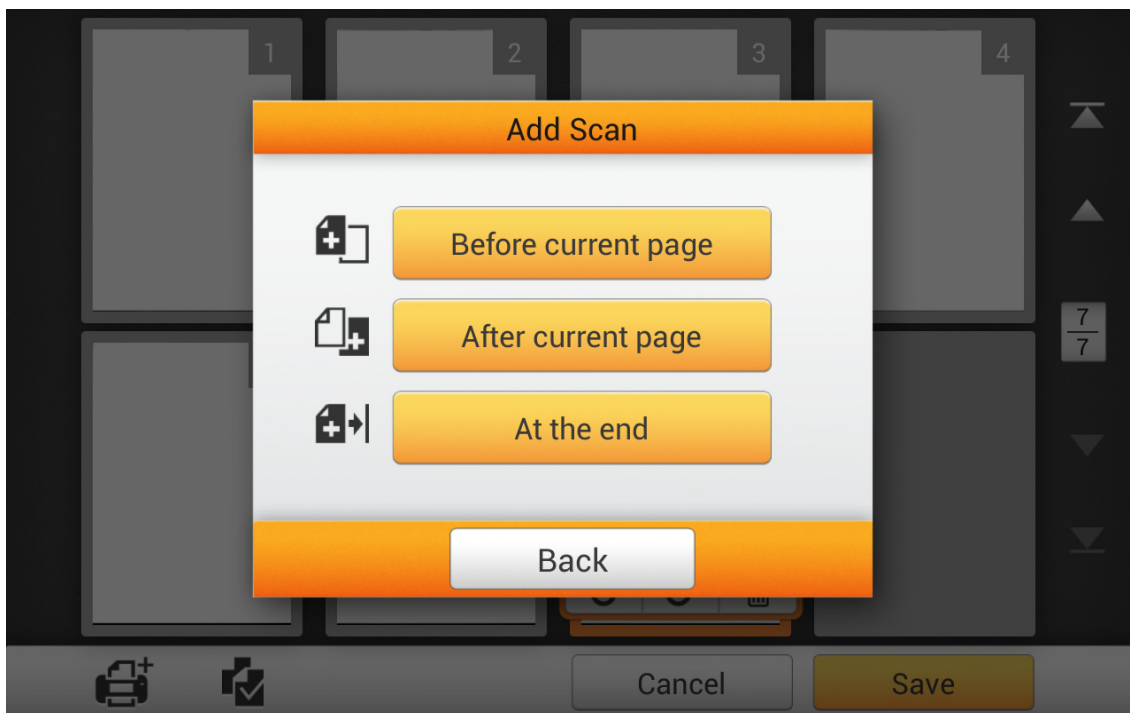 1 2 3 4
Add Scan
Before current page
After current page
At the end
7
7
Back
Cancel Save